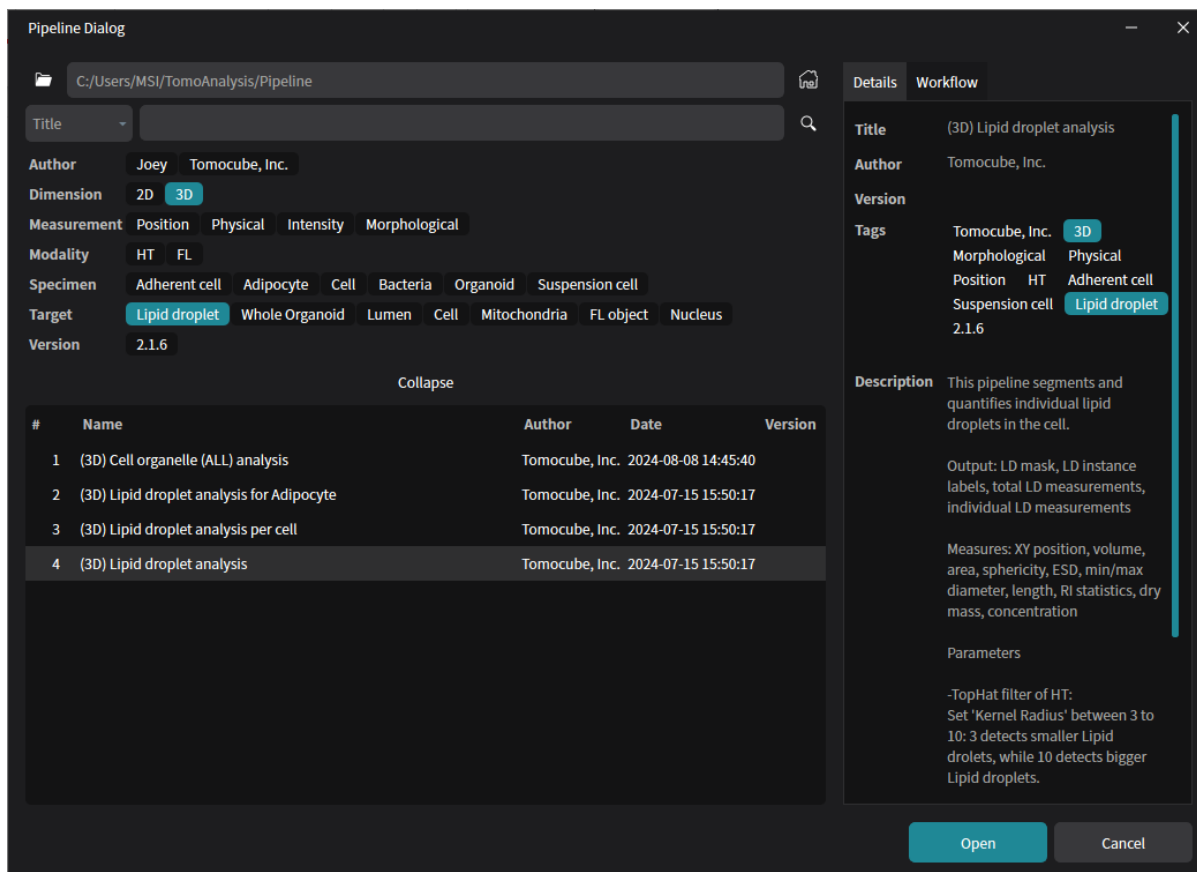 Pipeline Dialog
C:/Users/MSI/TomoAnalysis/Pipeline
Title
Author Joey Tomocube, Inc.
Dimension 2D 3D
Measurement Position Physical Intensity Morphological
Modality HT FL
Specimen Adherent cell Adipocyte Cell Bacteria Organoid Suspension cell
Target Lipid droplet Whole Organoid Lumen Cell Mitochondria FL object Nucleus
Version 2.1.6
Collapse
# Name Author Date Version
1 (3D) Cell organelle (ALL) analysis Tomocube, Inc. 2024-08-08 14:45:40
2 (3D) Lipid droplet analysis for Adipocyte Tomocube, Inc. 2024-07-15 15:50:17
3 (3D) Lipid droplet analysis per cell Tomocube, Inc. 2024-07-15 15:50:17
4 (3D) Lipid droplet analysis Tomocube, Inc. 2024-07-15 15:50:17
Details Workflow
Title (3D) Lipid droplet analysis
Author Tomocube, Inc.
Version
Tags Tomocube, Inc. 3D
Morphological Physical
Position HT Adherent cell
Suspension cell Lipid droplet
2.1.6
Description This pipeline segments and
quantifies individual lipid
droplets in the cell.
Output: LD mask, LD instance
labels, total LD measurements,
individual LD measurements
Measures: XY position, volume,
area, sphericity, ESD, min/max
diameter, length, RI statistics, dry
mass, concentration
Parameters
-TopHat filter of HT:
Set 'Kernel Radius' between 3 to
10: 3 detects smaller Lipid
drolets, while 10 detects bigger
Lipid droplets.
Open Cancel